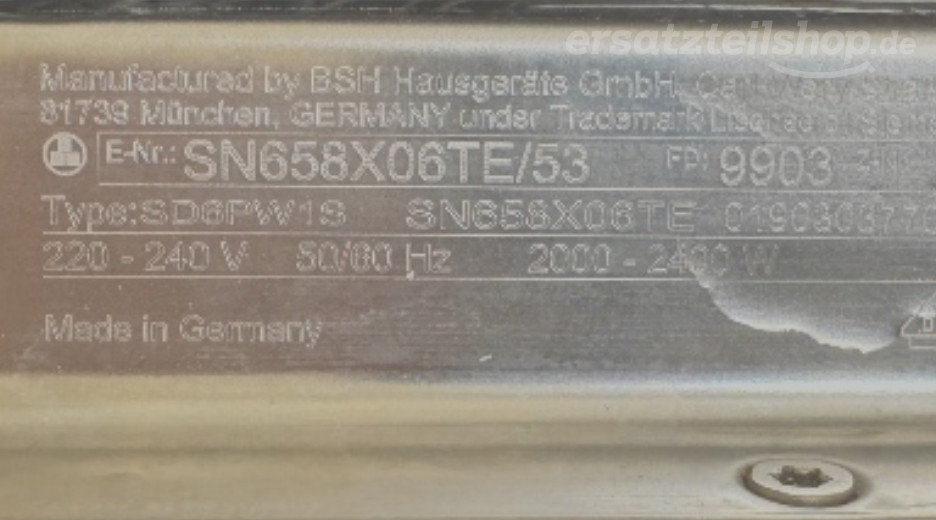 ersatzteilshop.de
Manufactured by BSH Hausgeräte GmbH,
81739 München, GERMANY under Trademark
E-Nr.: SN658X06TE/53 FD: 9903
Type: SD6PW1S SN658X06TE
220 - 240 V 50/60 Hz 2000 - 2400 W
Made in Germany